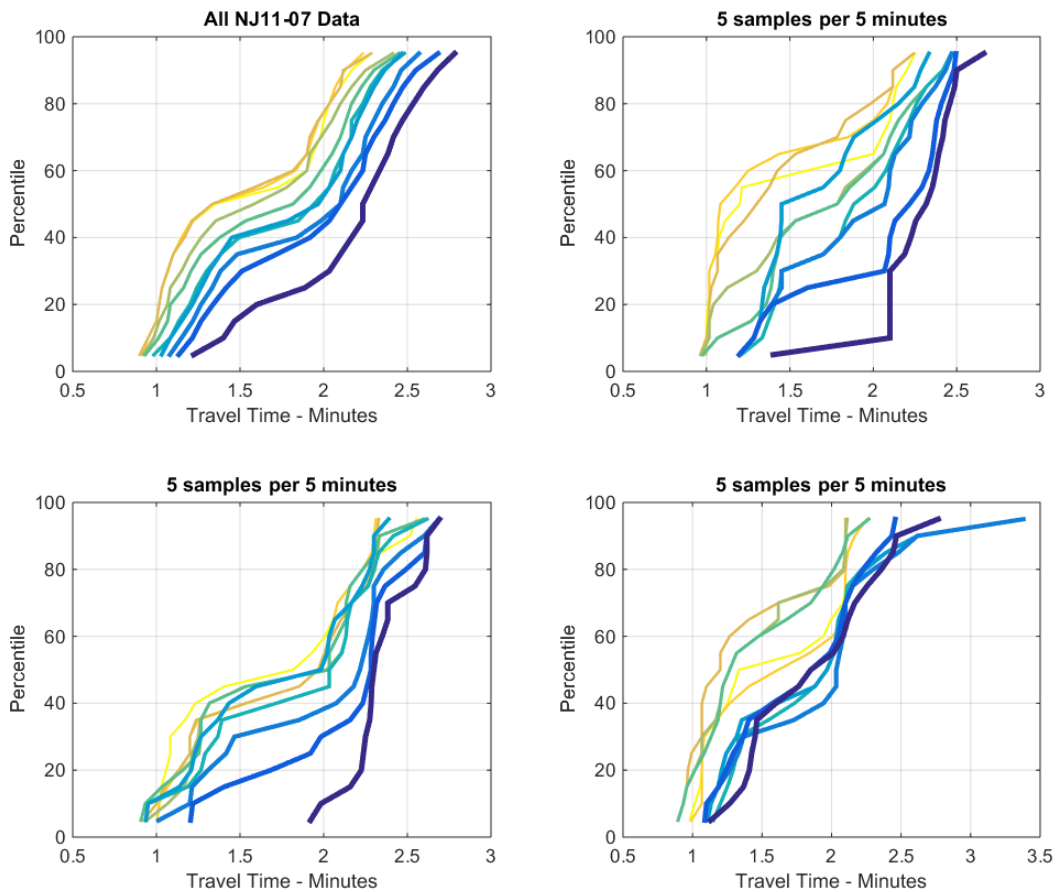 All NJ11-07 Data
100
80
60
40
20
0
Percentile
0.5 1 1.5 2 2.5 3
Travel Time - Minutes
5 samples per 5 minutes
100
80
60
40
20
0
Percentile
0.5 1 1.5 2 2.5 3
Travel Time - Minutes
5 samples per 5 minutes
100
80
60
40
20
0
Percentile
0.5 1 1.5 2 2.5 3
Travel Time - Minutes
5 samples per 5 minutes
100
80
60
40
20
0
Percentile
0.5 1 1.5 2 2.5 3 3.5
Travel Time - Minutes